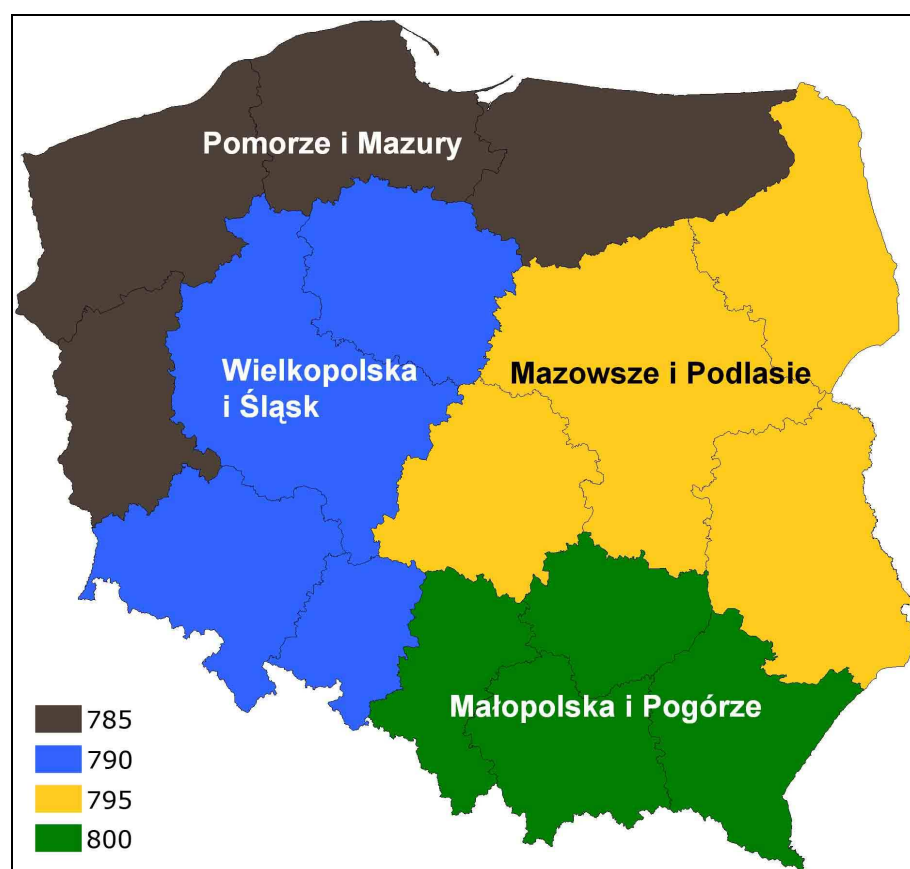 Pomorze i Mazury
Wielkopolska
i Śląsk
Mazowsze i Podlasie
Małopolska i Pogórze
785
790
795
800